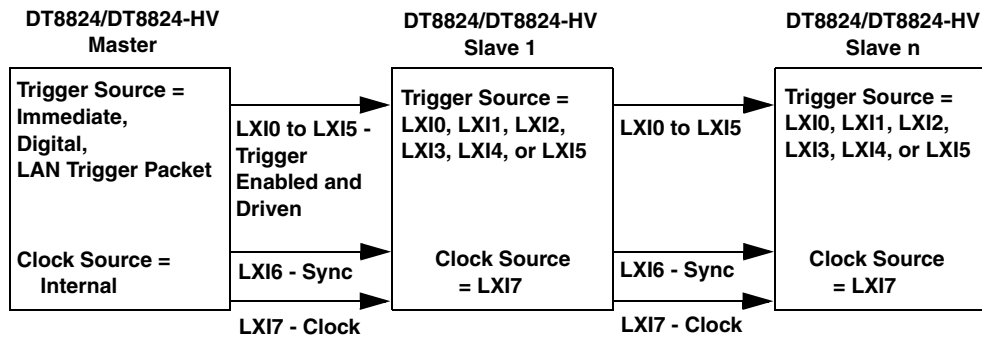 DT8824/DT8824-HV
Master
DT8824/DT8824-HV
Slave 1
DT8824/DT8824-HV
Slave n
Trigger Source =
Immediate,
Digital,
LAN Trigger Packet
Clock Source =
Internal
LXI0 to LXI5 -
Trigger
Enabled and
Driven
LXI6 - Sync
LXI7 - Clock
Trigger Source =
LXI0, LXI1, LXI2,
LXI3, LXI4, or LXI5
Clock Source
= LXI7
LXI0 to LXI5
LXI6 - Sync
LXI7 - Clock
Trigger Source =
LXI0, LXI1, LXI2,
LXI3, LXI4, or LXI5
Clock Source
= LXI7